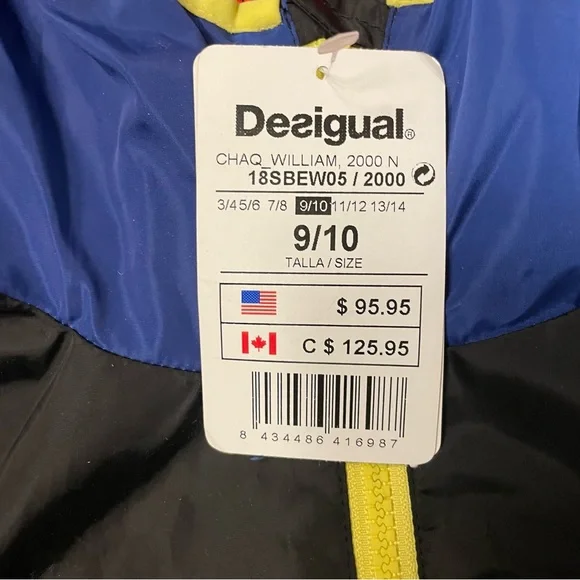 Desigual®
CHAQ_WILLIAM, 2000 N
18SBEW05 / 2000
3/4 5/6 7/8 9/10 11/12 13/14
9/10
TALLA / SIZE
$ 95.95
C $ 125.95
8 434486 416987